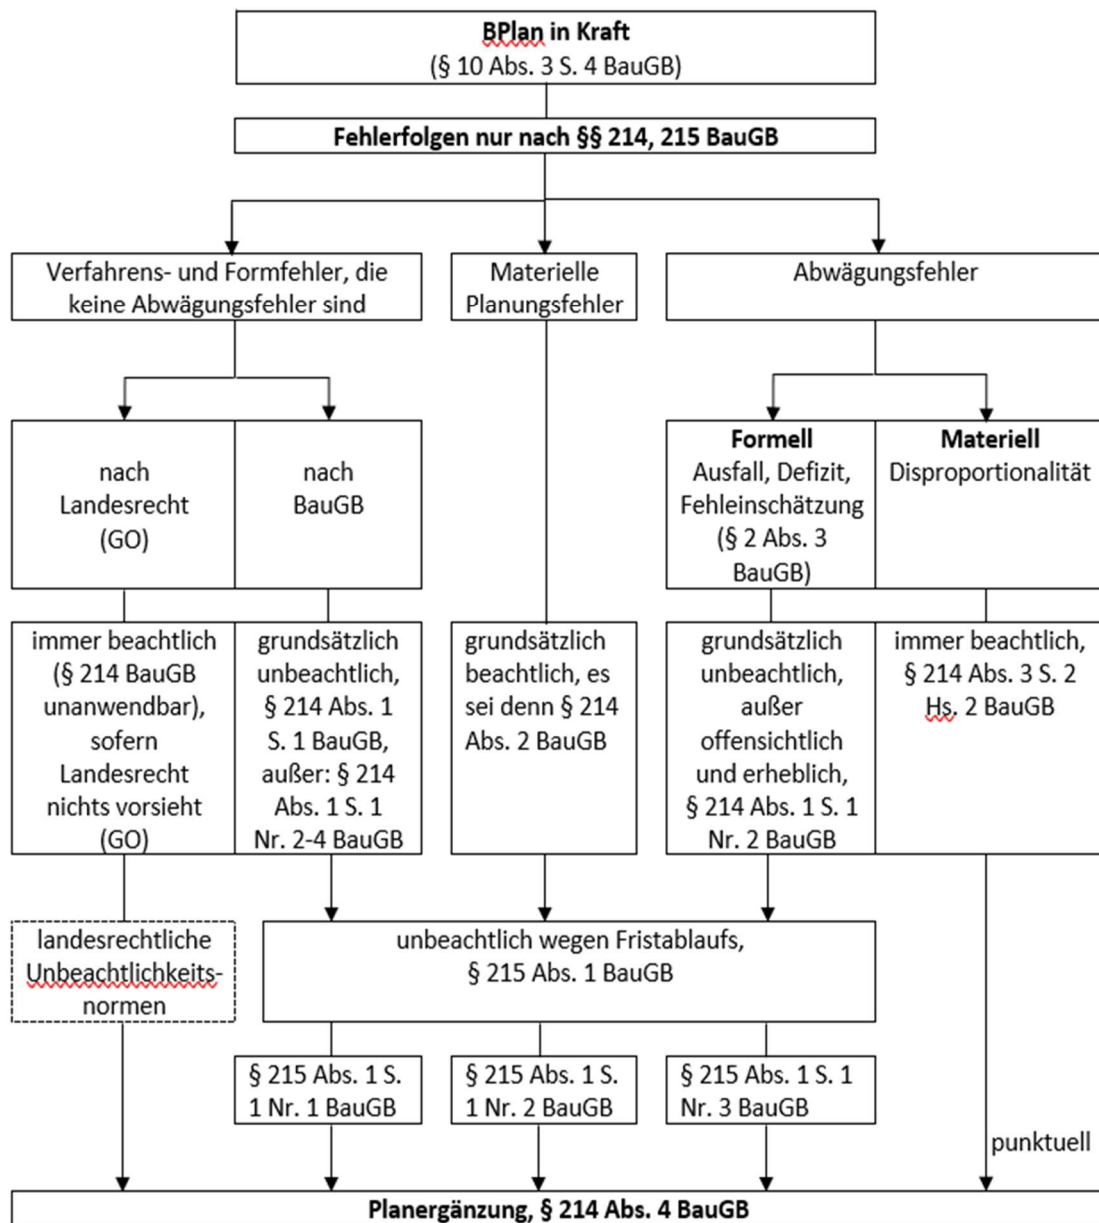 BPlan in Kraft
(§ 10 Abs. 3 S. 4 BauGB)
Fehlerfolgen nur nach §§ 214, 215 BauGB
Verfahrens- und Formfehler, die
keine Abwägungsfehler sind
Materielle
Planungsfehler
Abwägungsfehler
nach
Landesrecht
(GO)
nach
BauGB
Formell
Ausfall, Defizit,
Fehleinschätzung
(§ 2 Abs. 3
BauGB)
Materiell
Disproportionalität
immer beachtlich
(§ 214 BauGB
unanwendbar),
sofern
Landesrecht
nichts vorsieht
(GO)
grundsätzlich
unbeachtlich,
§ 214 Abs. 1
S. 1 BauGB,
außer: § 214
Abs. 1 S. 1
Nr. 2-4 BauGB
grundsätzlich
beachtlich, es
sei denn § 214
Abs. 2 BauGB
grundsätzlich
unbeachtlich,
außer
offensichtlich
und erheblich,
§ 214 Abs. 1 S. 1
Nr. 2 BauGB
immer beachtlich,
§ 214 Abs. 3 S. 2
Hs. 2 BauGB
landesrechtliche
Unbeachtlichkeits-
normen
unbeachtlich wegen Fristablaufs,
§ 215 Abs. 1 BauGB
§ 215 Abs. 1 S.
1 Nr. 1 BauGB
§ 215 Abs. 1 S.
1 Nr. 2 BauGB
§ 215 Abs. 1 S. 1
Nr. 3 BauGB
punktuell
Planergänzung, § 214 Abs. 4 BauGB